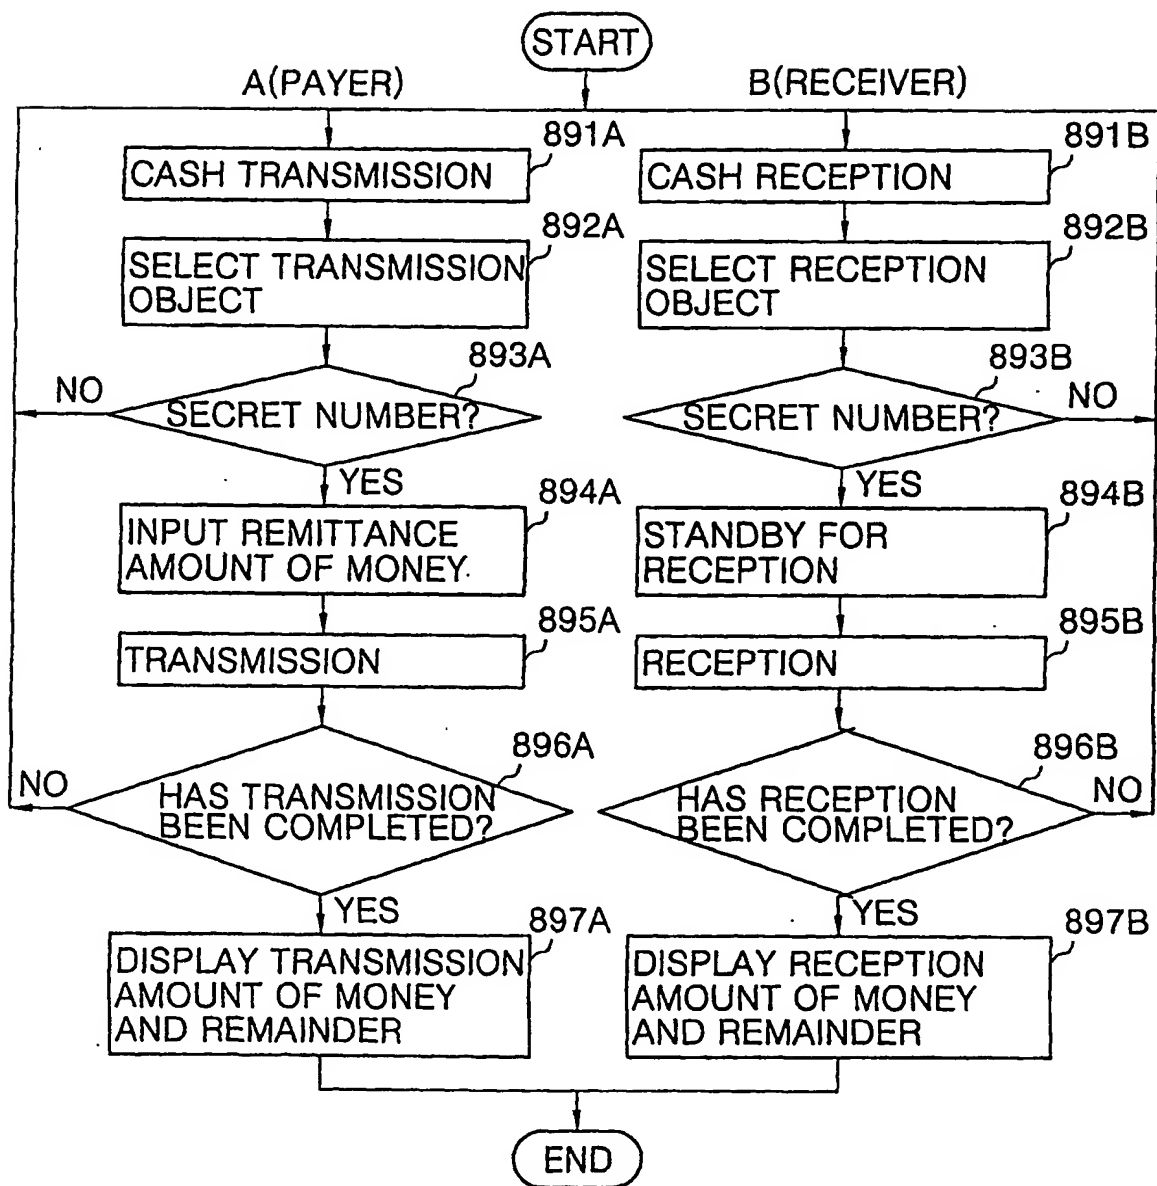 START
A(PAYER)
B(RECEIVER)
891A
CASH TRANSMISSION
891B
CASH RECEPTION
892A
SELECT TRANSMISSION
OBJECT
892B
SELECT RECEPTION
OBJECT
893A
NO
SECRET NUMBER?
YES
893B
SECRET NUMBER?
NO
YES
894A
INPUT REMITTANCE
AMOUNT OF MONEY.
894B
STANDBY FOR
RECEPTION
895A
TRANSMISSION
895B
RECEPTION
896A
NO
HAS TRANSMISSION
BEEN COMPLETED?
YES
896B
HAS RECEPTION
BEEN COMPLETED?
NO
YES
897A
DISPLAY TRANSMISSION
AMOUNT OF MONEY
AND REMAINDER
897B
DISPLAY RECEPTION
AMOUNT OF MONEY
AND REMAINDER
END